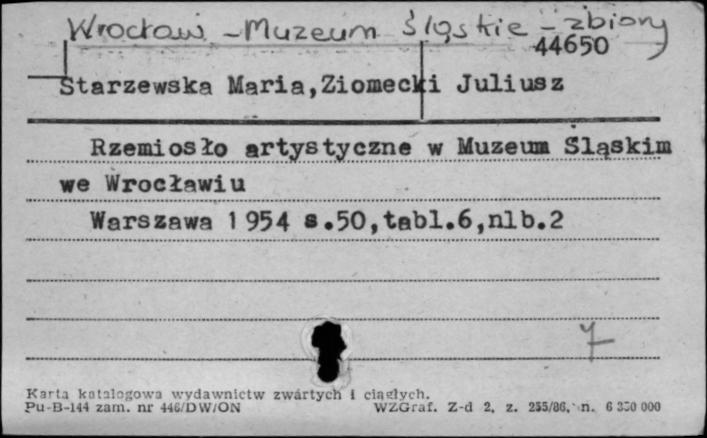 Wrocław - Muzeum Śląskie - zbiory
44650
Starzewska Maria,Ziomecki Juliusz
Rzemiosło artystyczne w Muzeum Śląskim
we Wrocławiu
Warszawa 1954 s.50,tabl.6,nlb.2
7
Karta katalogowa wydawnictw zwartych i ciągłych.
Pu-B-144 zam. nr 446/DW/ON WZGraf. Z-d 2, z. 255/86, n. 6 350 000